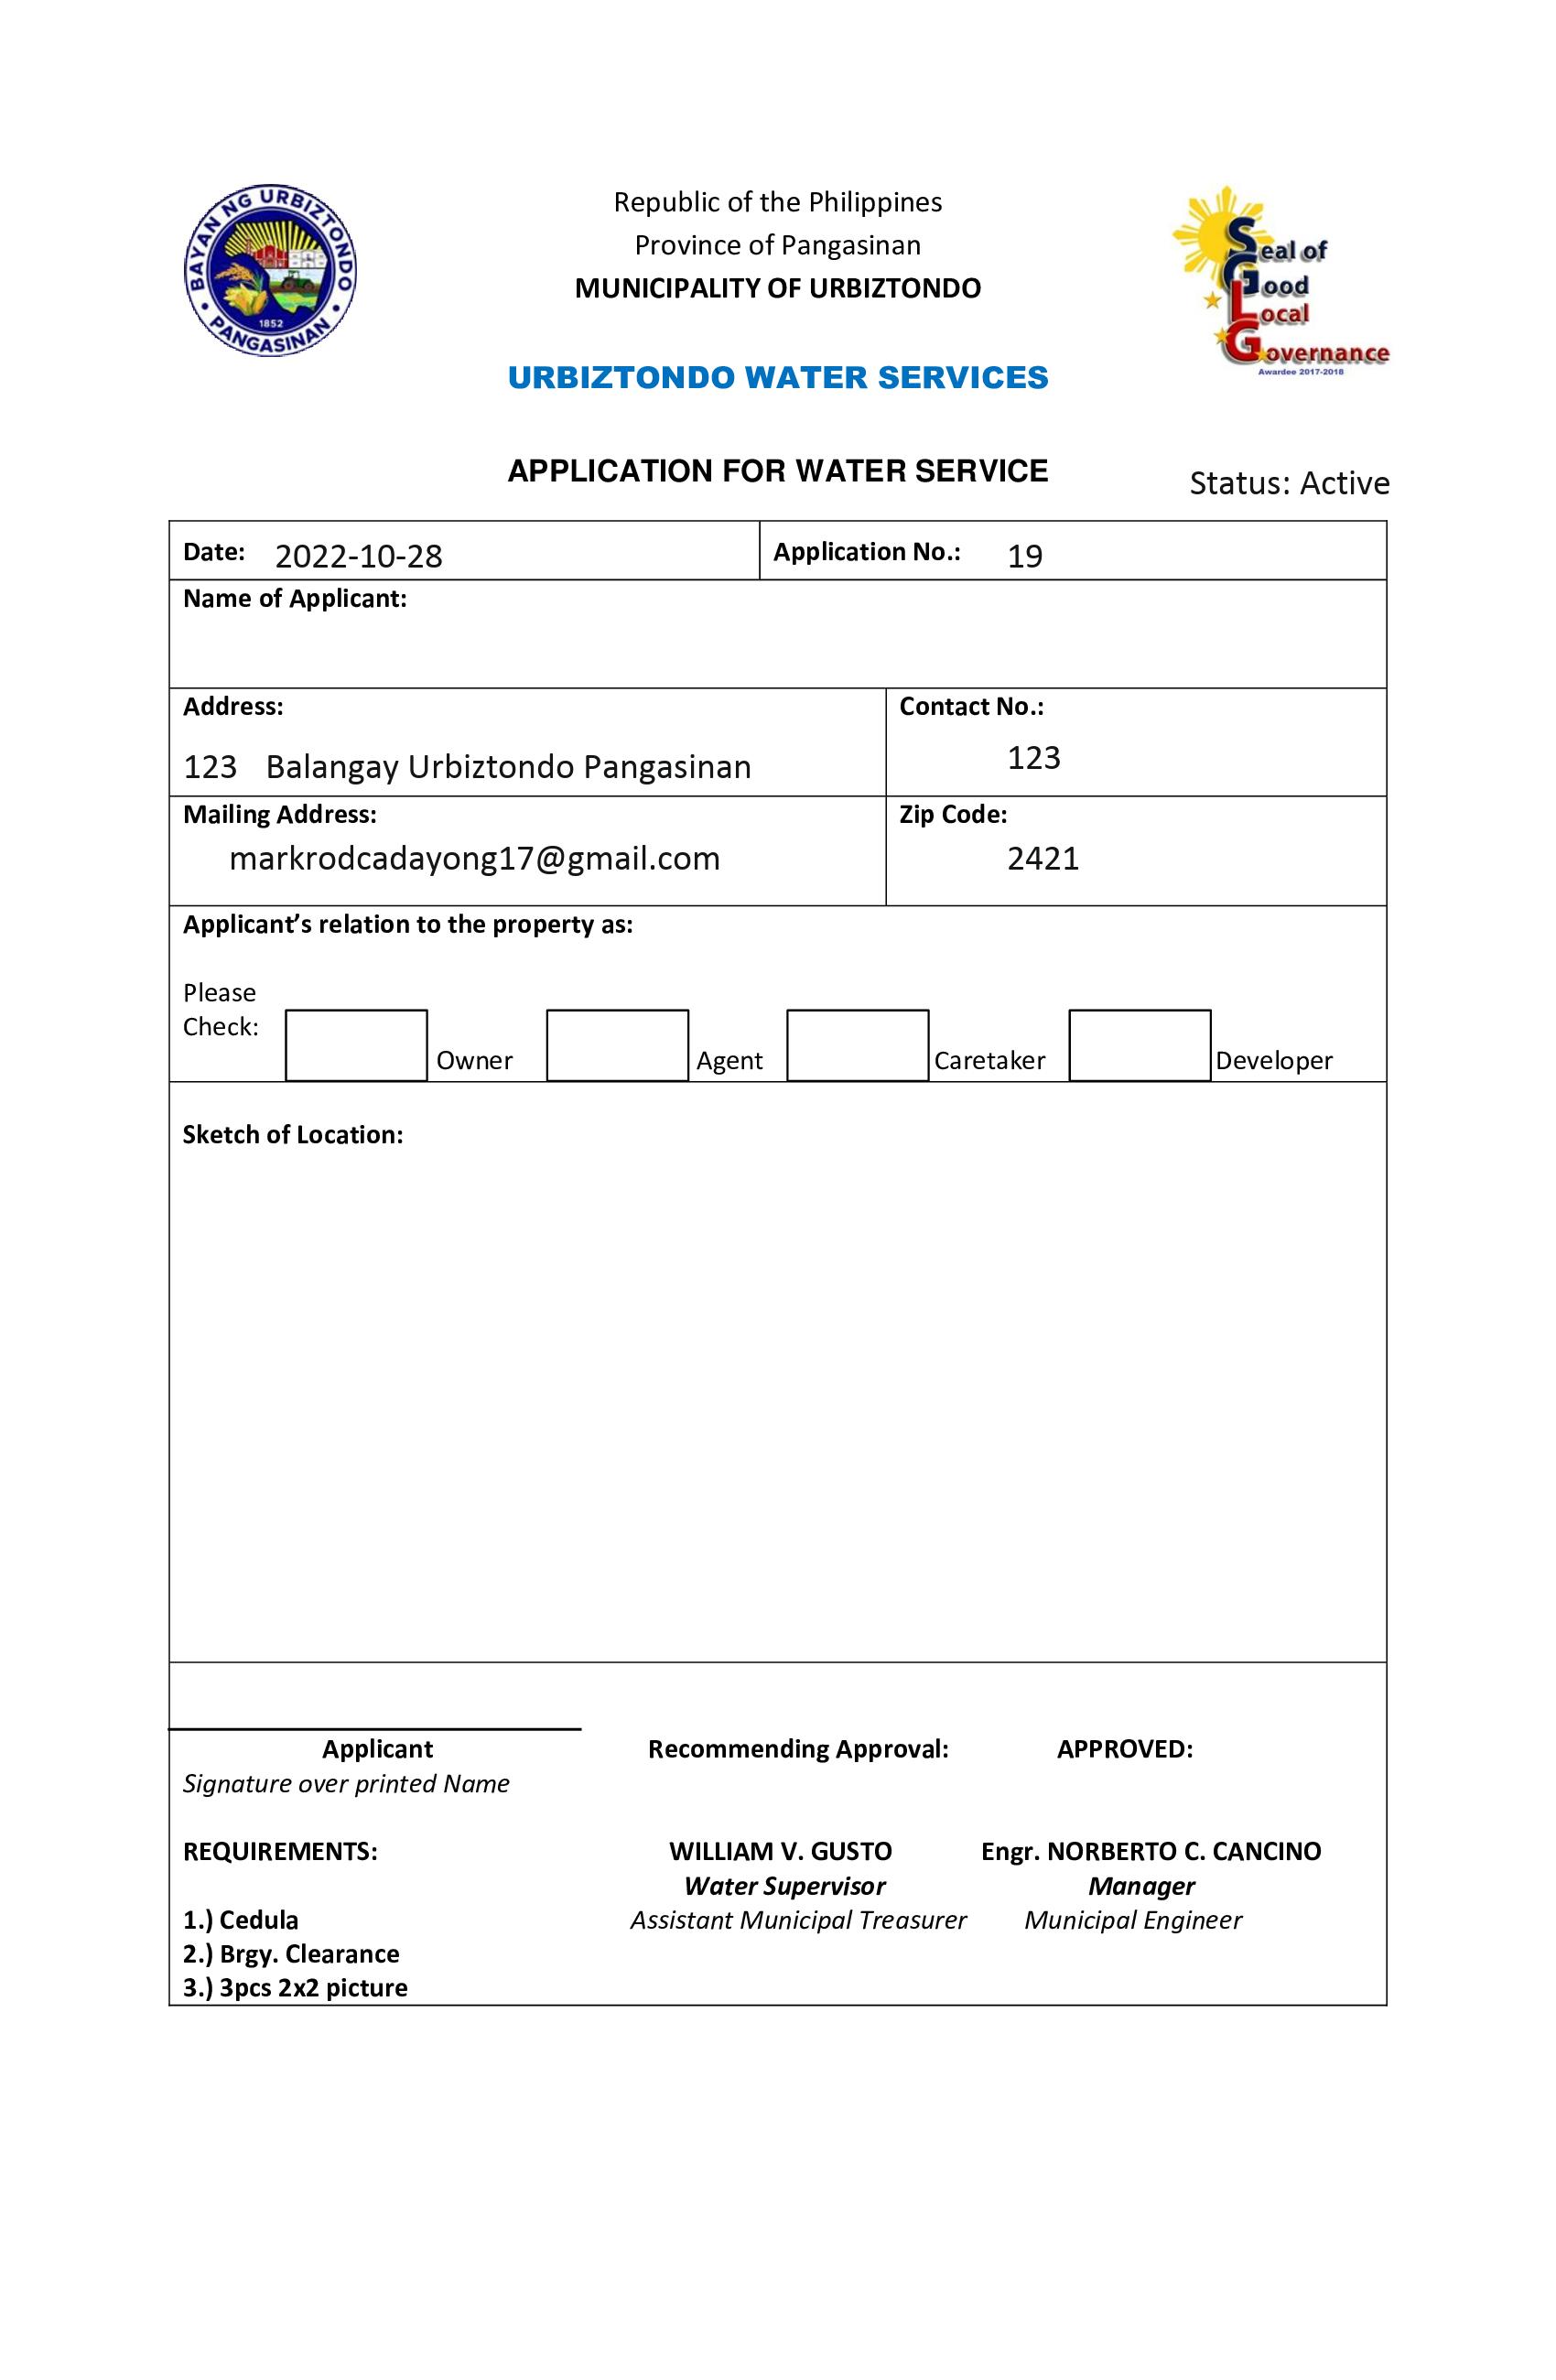 BAYAN NG URBIZTONDO
1852
PANGASINAN
Republic of the Philippines
Province of Pangasinan
MUNICIPALITY OF URBIZTONDO
Seal of
Good
Local
Governance
Awardee 2017-2018
URBIZTONDO WATER SERVICES
APPLICATION FOR WATER SERVICE
Status: Active
Date: 2022-10-28 Application No.: 19
Name of Applicant:
Address: Contact No.:
123 Balangay Urbiztondo Pangasinan 123
Mailing Address: Zip Code:
markrodcadayong17@gmail.com 2421
Applicant’s relation to the property as:
Please
Check:
Owner Agent Caretaker Developer
Sketch of Location:
Applicant Recommending Approval: APPROVED:
Signature over printed Name
REQUIREMENTS: WILLIAM V. GUSTO Engr. NORBERTO C. CANCINO
Water Supervisor Manager
1.) Cedula Assistant Municipal Treasurer Municipal Engineer
2.) Brgy. Clearance
3.) 3pcs 2x2 picture